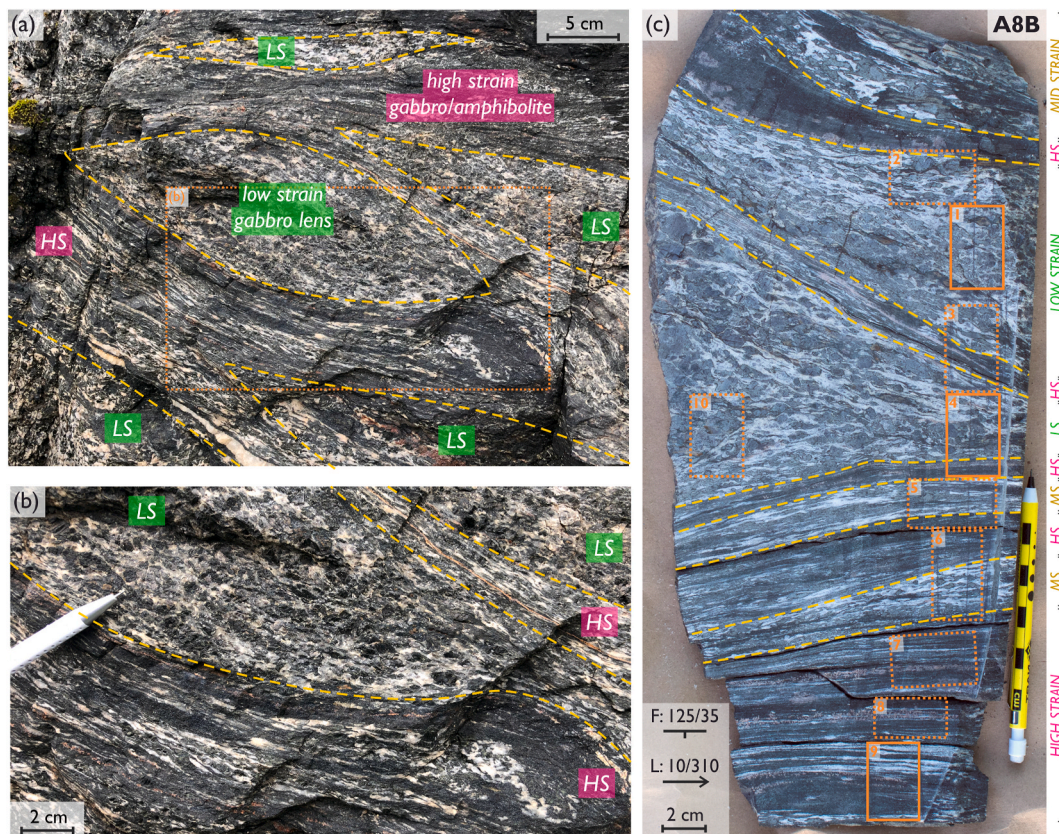 (a)
LS
5 cm
high strain
gabbro/amphibolite
(b)
low strain
gabbro lens
HS
LS
LS
LS
(b)
LS
LS
HS
HS
2 cm
(c)
A8B
2
1
3
4
10
5
6
7
8
9
F: 125/35
L: 10/310
2 cm
MID STRAIN
"HS"
LOW STRAIN
"HS"
LS
"HS"
MS
HS
MS
HIGH STRAIN